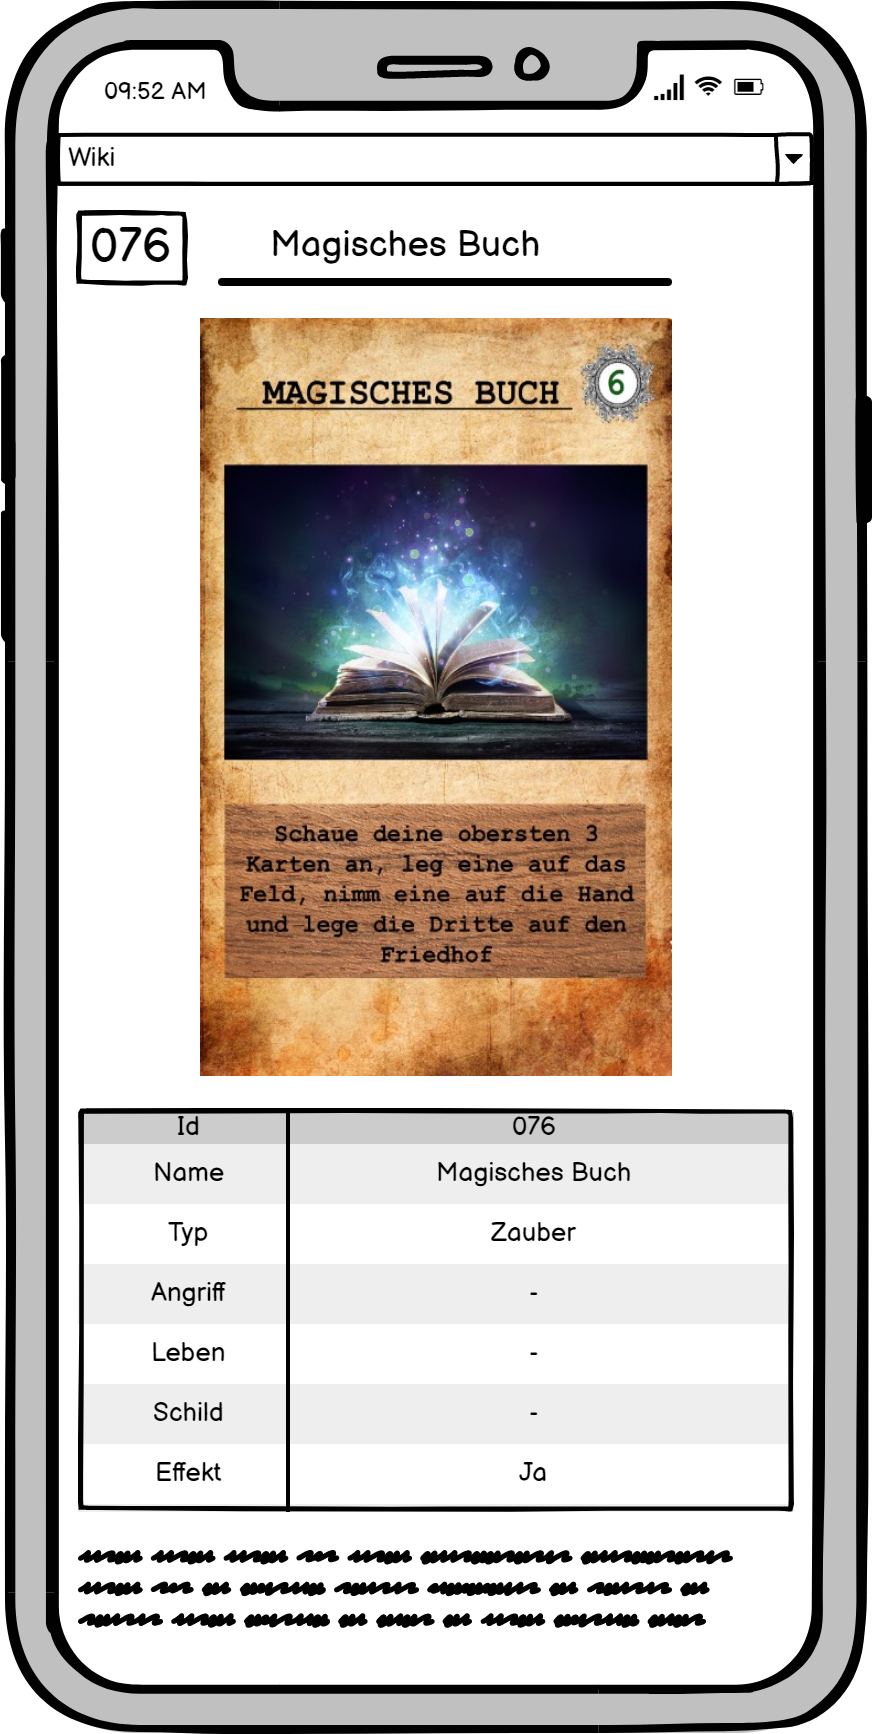 09:52 AM
Wiki
076
Magisches Buch
MAGISCHES BUCH
6
Schaue deine obersten 3
Karten an, leg eine auf das
Feld, nimm eine auf die Hand
und lege die Dritte auf den
Friedhof
Id 076
Name Magisches Buch
Typ Zauber
Angriff -
Leben -
Schild -
Effekt Ja